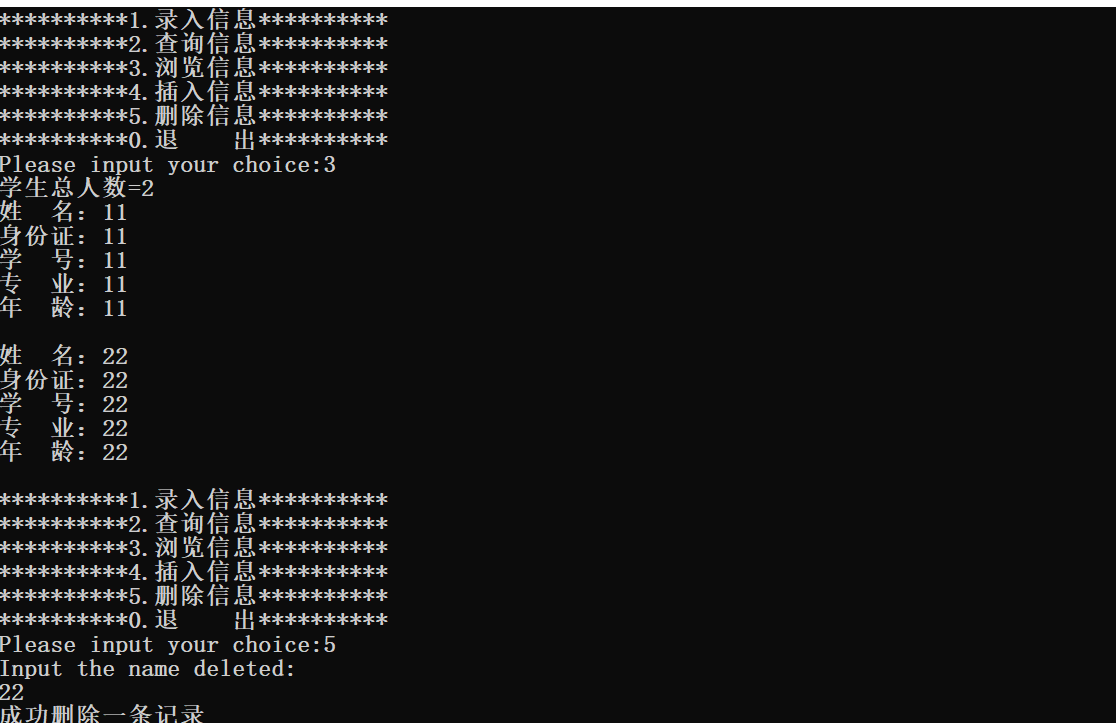 **********1.录入信息**********
**********2.查询信息**********
**********3.浏览信息**********
**********4.插入信息**********
**********5.删除信息**********
**********0.退    出**********
Please input your choice:3
学生总人数=2
姓  名: 11
身份证: 11
学  号: 11
专  业: 11
年  龄: 11
姓  名: 22
身份证: 22
学  号: 22
专  业: 22
年  龄: 22
**********1.录入信息**********
**********2.查询信息**********
**********3.浏览信息**********
**********4.插入信息**********
**********5.删除信息**********
**********0.退    出**********
Please input your choice:5
Input the name deleted:
22
成功删除一条记录